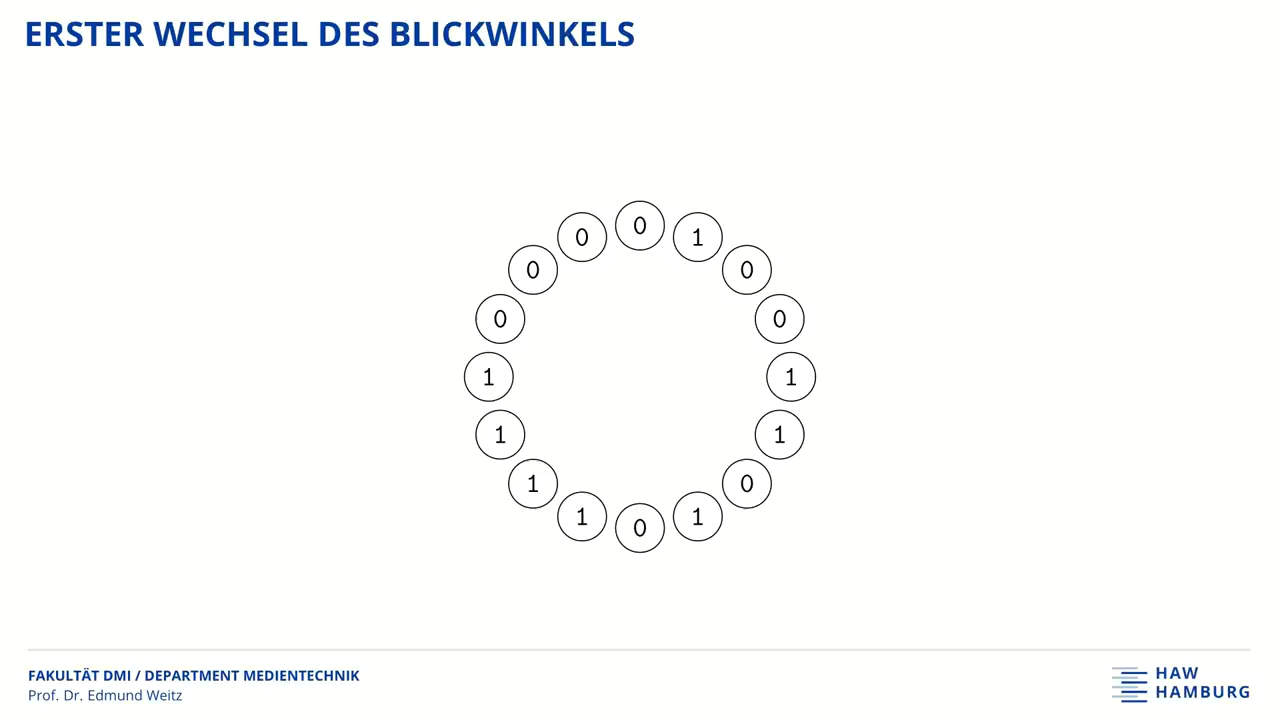 ERSTER WECHSEL DES BLICKWINKELS
0
0 1
0 0
0 0
1 1
1 1
1 0
1 1
0
FAKULTÄT DMI / DEPARTMENT MEDIENTECHNIK
Prof. Dr. Edmund Weitz
HAW
HAMBURG